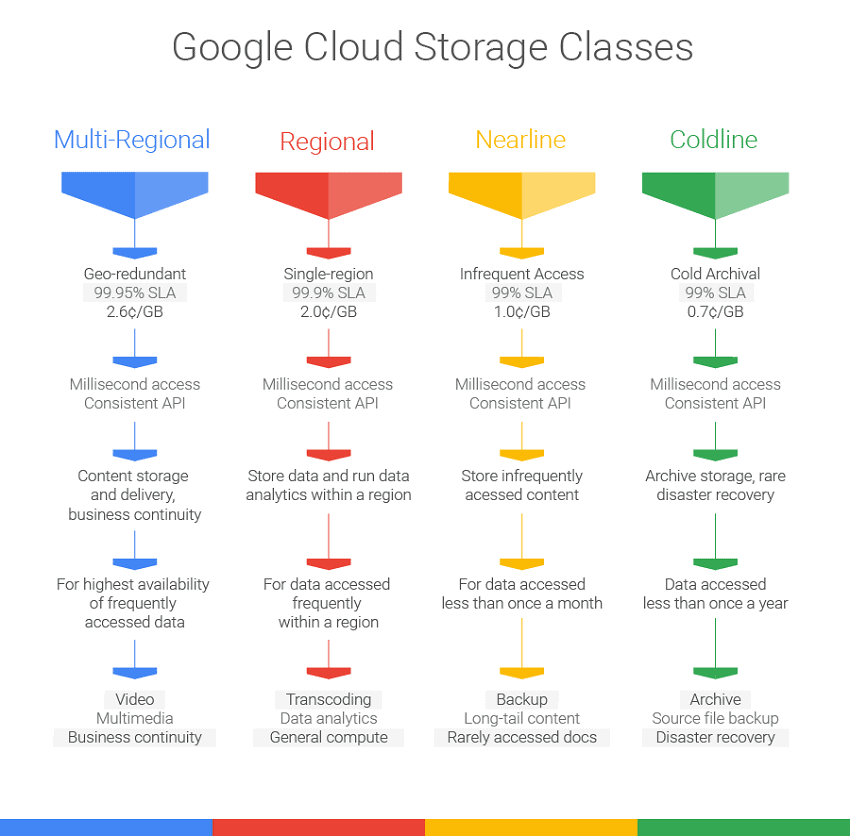 Google Cloud Storage Classes
Multi-Regional
Geo-redundant
99.95% SLA
2.6¢/GB
Millisecond access
Consistent API
Content storage
and delivery,
business continuity
For highest availability
of frequently
accessed data
Video
Multimedia
Business continuity
Regional
Single-region
99.9% SLA
2.0¢/GB
Millisecond access
Consistent API
Store data and run data
analytics within a region
For data accessed
frequently
within a region
Transcoding
Data analytics
General compute
Nearline
Infrequent Access
99% SLA
1.0¢/GB
Millisecond access
Consistent API
Store infrequently
acessed content
For data accessed
less than once a month
Backup
Long-tail content
Rarely accessed docs
Coldline
Cold Archival
99% SLA
0.7¢/GB
Millisecond access
Consistent API
Archive storage, rare
disaster recovery
Data accessed
less than once a year
Archive
Source file backup
Disaster recovery